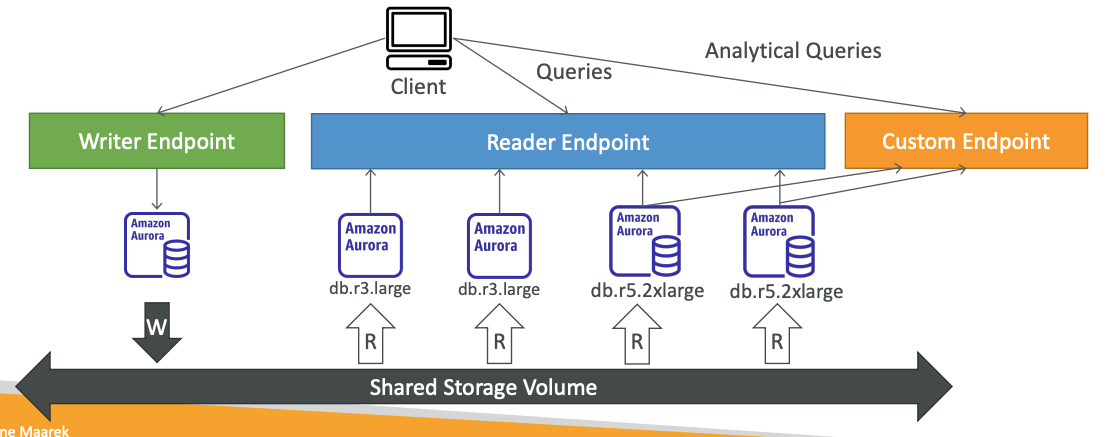 Client
Queries
Analytical Queries
Writer Endpoint
Reader Endpoint
Custom Endpoint
Amazon
Aurora
Amazon
Aurora
db.r3.large
Amazon
Aurora
db.r3.large
Amazon
Aurora
db.r5.2xlarge
Amazon
Aurora
db.r5.2xlarge
W
R
R
R
R
Shared Storage Volume
ne Maarek